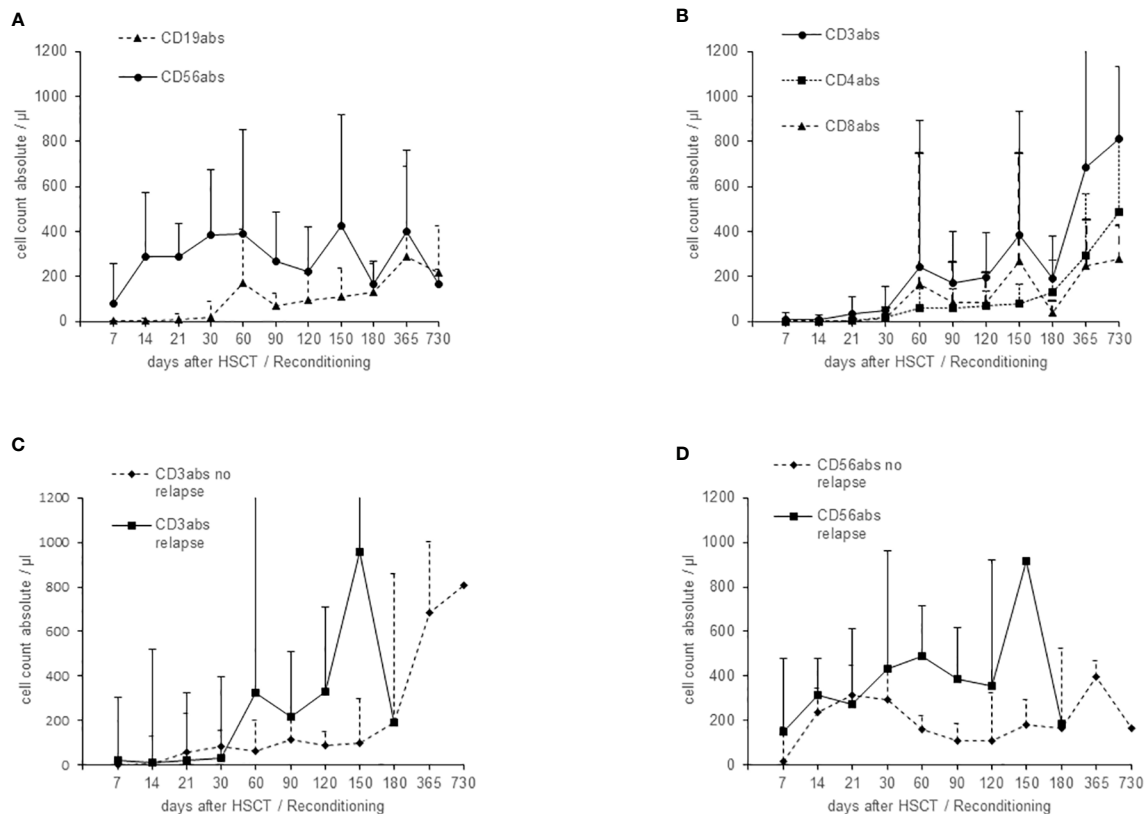 A
CD19abs
CD56abs
cell count absolute / µl
1200
1000
800
600
400
200
0
7 14 21 30 60 90 120 150 180 365 730
days after HSCT / Reconditioning
B
CD3abs
CD4abs
CD8abs
cell count absolute / µl
1200
1000
800
600
400
200
0
7 14 21 30 60 90 120 150 180 365 730
days after HSCT / Reconditioning
C
CD3abs no
relapse
CD3abs
relapse
cell count absolute / µl
1200
1000
800
600
400
200
0
7 14 21 30 60 90 120 150 180 365 730
days after HSCT / Reconditioning
D
CD56abs no
relapse
CD56abs
relapse
cell count absolute / µl
1200
1000
800
600
400
200
0
7 14 21 30 60 90 120 150 180 365 730
days after HSCT / Reconditioning